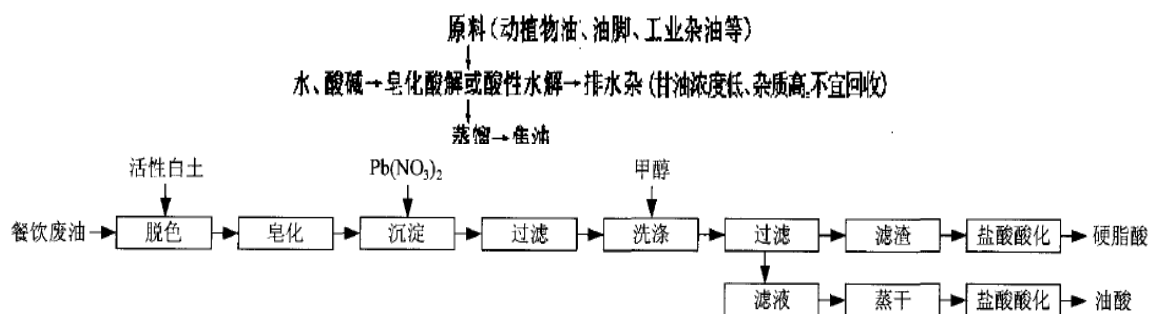 原料(动植物油、油脚、工业杂油等)
水、酸碱→皂化酸解或酸性水解→排水杂(甘油浓度低、杂质高,不宜回收)
蒸馏→焦油
活性白土 Pb(NO₃)₂ 甲醇
餐饮废油 脱色 皂化 沉淀 过滤 洗涤 过滤 滤渣 盐酸酸化 硬脂酸
滤液 蒸干 盐酸酸化 油酸